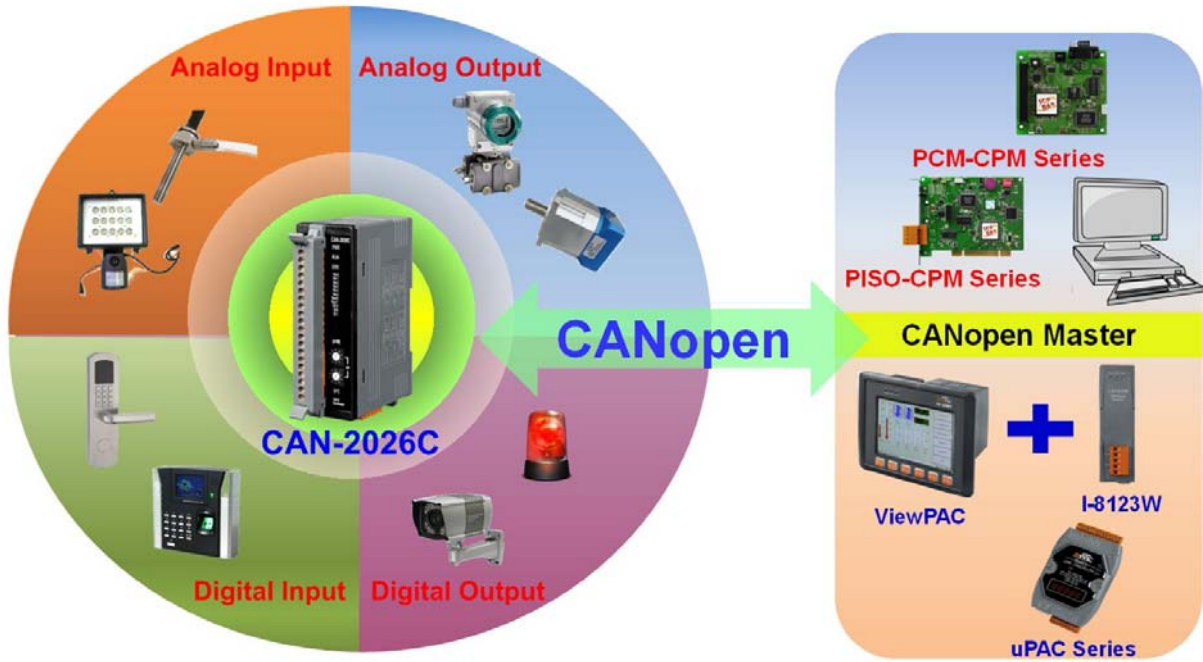 Analog Input
Analog Output
CAN-2026C
Digital Input
Digital Output
CANopen
PCM-CPM Series
PISO-CPM Series
CANopen Master
ViewPAC
I-8123W
uPAC Series